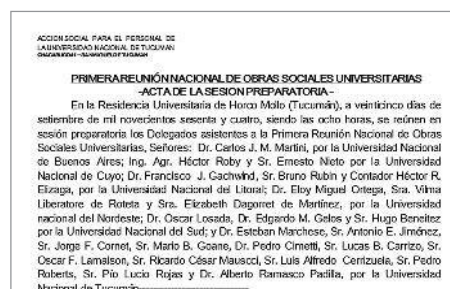 ACCION SOCIAL PARA EL PERSONAL DE
LA UNIVERSIDAD NACIONAL DE TUCUMAN
PRIMERA REUNIÓN NACIONAL DE OBRAS SOCIALES UNIVERSITARIAS
-ACTA DE LA SESION PREPARATORIA-
En la Residencia Universitaria de Horco Mollo (Tucumán), a veinticinco días de
setiembre de mil novecientos sesenta y cuatro, siendo las ocho horas, se reúnen en
sesión preparatoria los Delegados asistentes a la Primera Reunión Nacional de Obras
Sociales Universitarias, Señores: Dr. Carlos J. M. Martini, por la Universidad Nacional
de Buenos Aires; Ing. Agr. Héctor Roby y Sr. Ernesto Nieto por la Universidad
Nacional de Cuyo; Dr. Francisco J. Gachwind, Sr. Bruno Rubin y Contador Héctor R.
Elizaga, por la Universidad Nacional del Litoral; Dr. Eloy Miguel Ortega, Sra. Vilma
Liberatore de Roteta y Sra. Elizabeth Dagorret de Martínez, por la Universidad
nacional del Nordeste; Dr. Oscar Losada, Dr. Edgardo M. Galos y Sr. Hugo Beneitez
por la Universidad Nacional del Sud; y Dr. Esteban Marchese, Sr. Antonio E. Jiménez,
Sr. Jorge F. Cornet, Sr. Mario B. Goane, Dr. Pedro Cimetti, Sr. Lucas B. Carrizo, Sr.
Oscar F. Lamaison, Sr. Ricardo César Mauscci, Sr. Luis Alfredo Cerrizuela, Sr. Pedro
Roberts, Sr. Pío Lucio Rojas y Dr. Alberto Ramasco Padilla, por la Universidad
Nacional de Tucumán